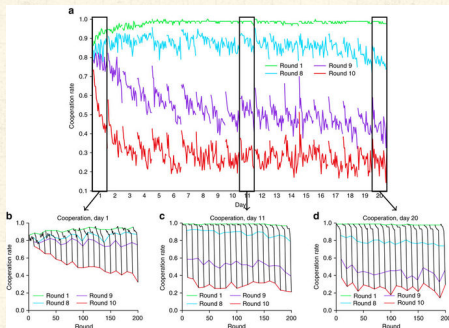 a
Cooperation rate
1.0
0.9
0.8
0.7
0.6
0.5
0.4
0.3
0.2
0.1
Round 1
Round 8
Round 9
Round 10
1 2 3 4 5 6 7 8 9 10 11 12 13 14 15 16 17 18 19 20
Day
b
Cooperation, day 1
Cooperation rate
1.0
0.8
0.6
0.4
0.2
0.0
Round 1
Round 8
Round 9
Round 10
0 50 100 150 200
Round
c
Cooperation, day 11
Cooperation rate
1.0
0.8
0.6
0.4
0.2
0.0
Round 1
Round 8
Round 9
Round 10
0 50 100 150 200
Round
d
Cooperation, day 20
Cooperation rate
1.0
0.8
0.6
0.4
0.2
0.0
Round 1
Round 8
Round 9
Round 10
0 50 100 150 200
Round